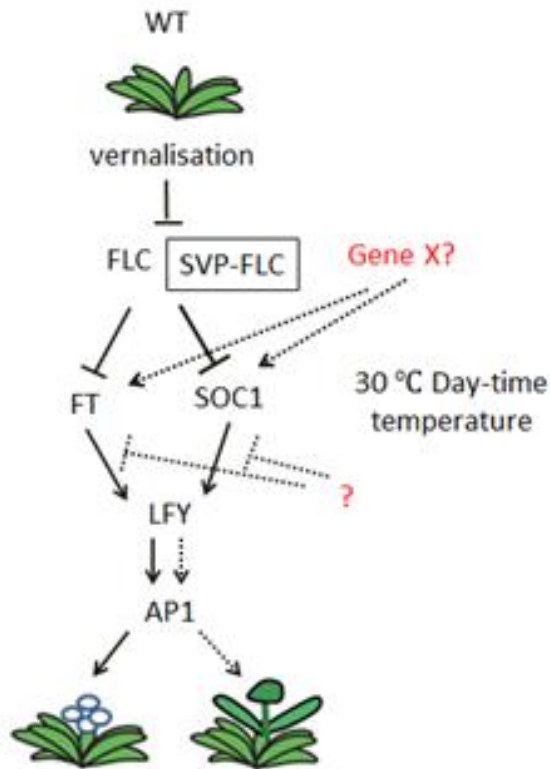 WT
vernalisation
FLC
SVP-FLC
Gene X?
FT
SOC1
30 °C Day-time
temperature
?
LFY
AP1